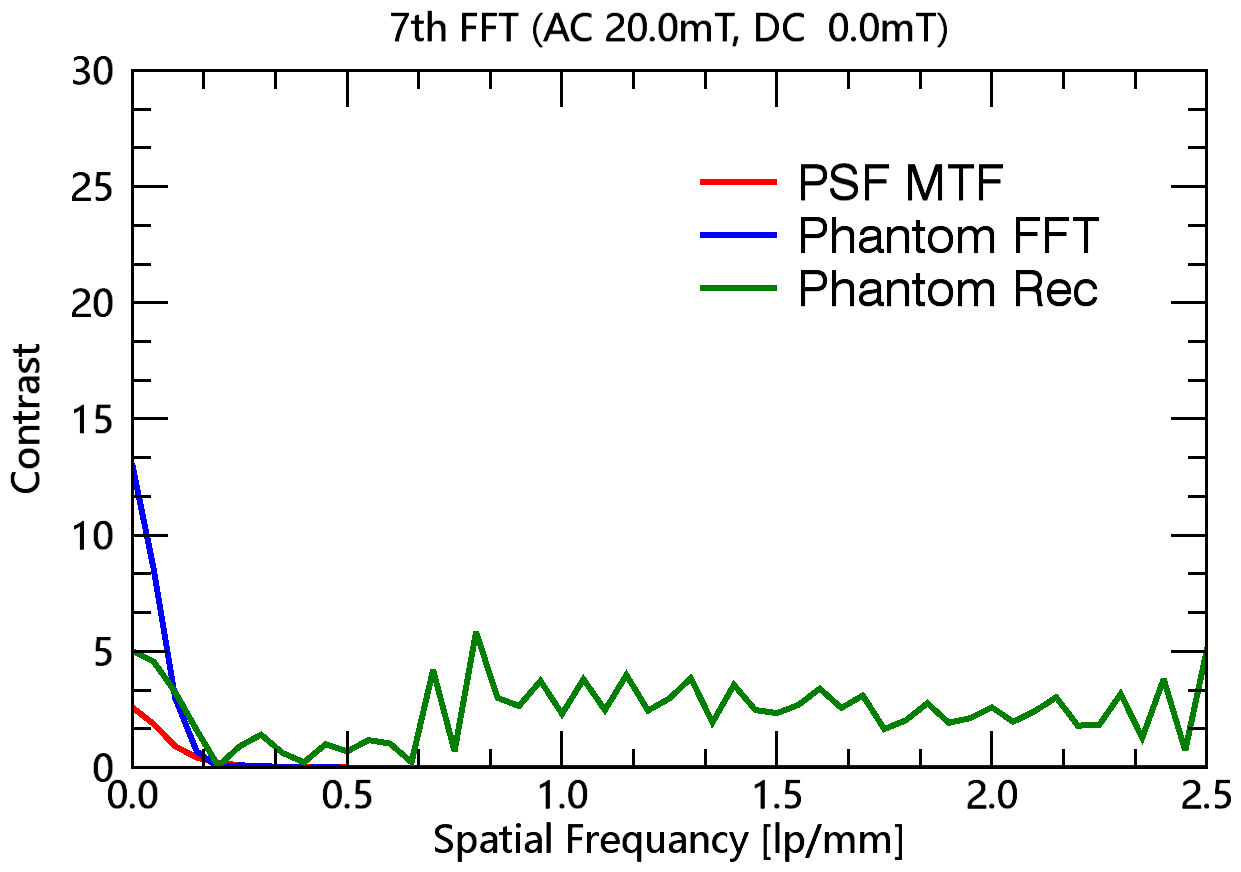 7th FFT (AC 20.0mT, DC  0.0mT)
30
25
20
15
10
5
0
Contrast
PSF MTF
Phantom FFT
Phantom Rec
0.0 0.5 1.0 1.5 2.0 2.5
Spatial Frequancy [lp/mm]